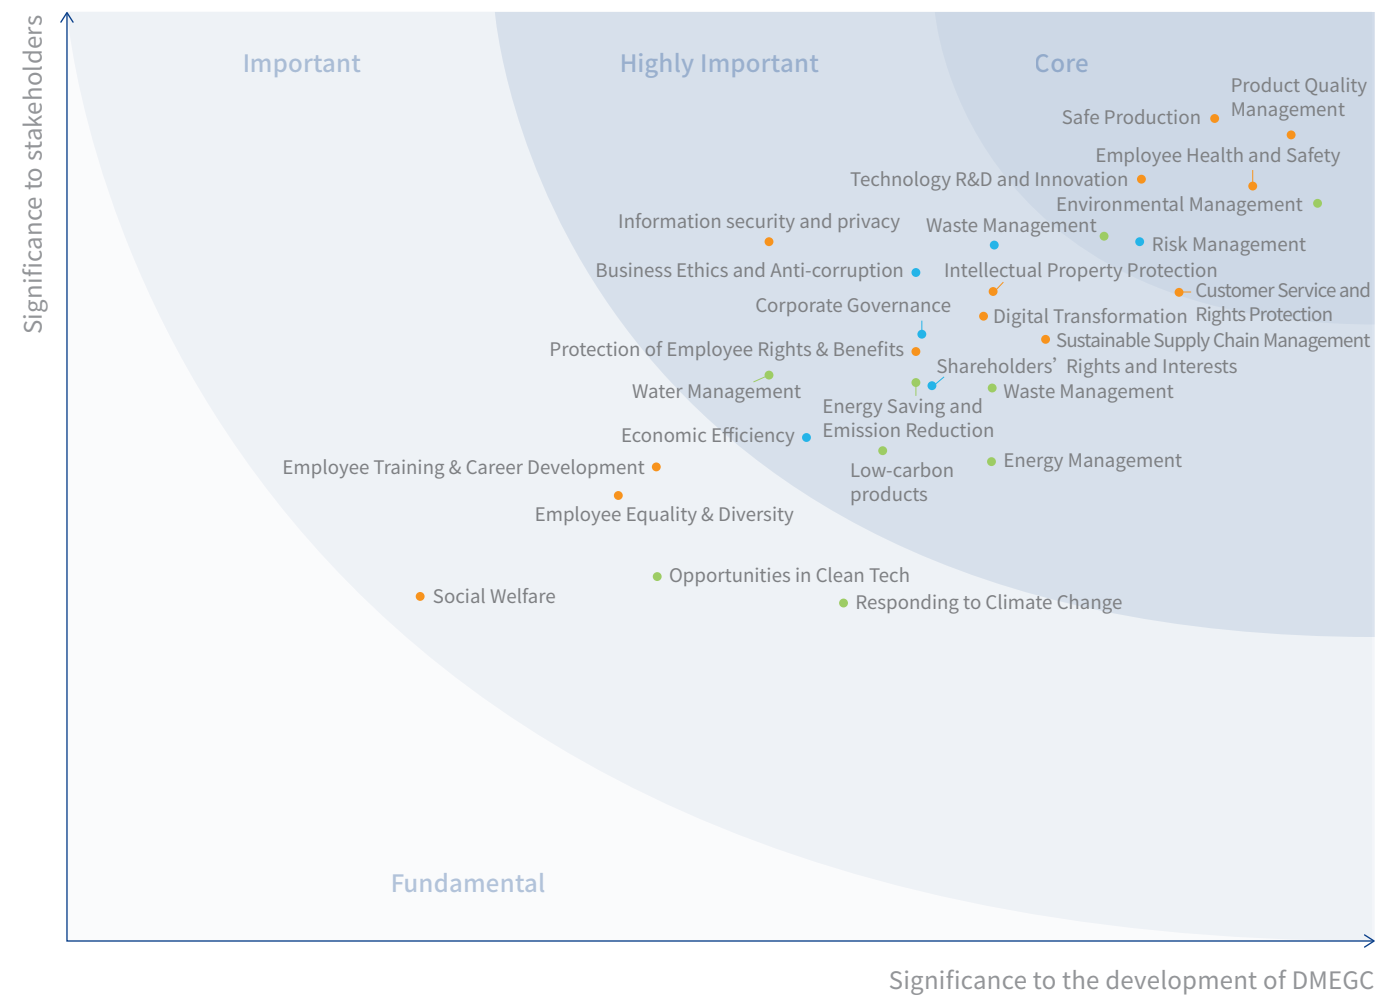 Significance to stakeholders
Important
Highly Important
Core
Product Quality
Management
Safe Production
Employee Health and Safety
Technology R&D and Innovation
Environmental Management
Information security and privacy
Waste Management
Risk Management
Business Ethics and Anti-corruption
Intellectual Property Protection
Customer Service and
Rights Protection
Corporate Governance
Digital Transformation
Sustainable Supply Chain Management
Protection of Employee Rights & Benefits
Shareholders’ Rights and Interests
Water Management
Waste Management
Energy Saving and
Emission Reduction
Economic Efficiency
Low-carbon
products
Energy Management
Employee Training & Career Development
Employee Equality & Diversity
Opportunities in Clean Tech
Social Welfare
Responding to Climate Change
Fundamental
Significance to the development of DMEGC